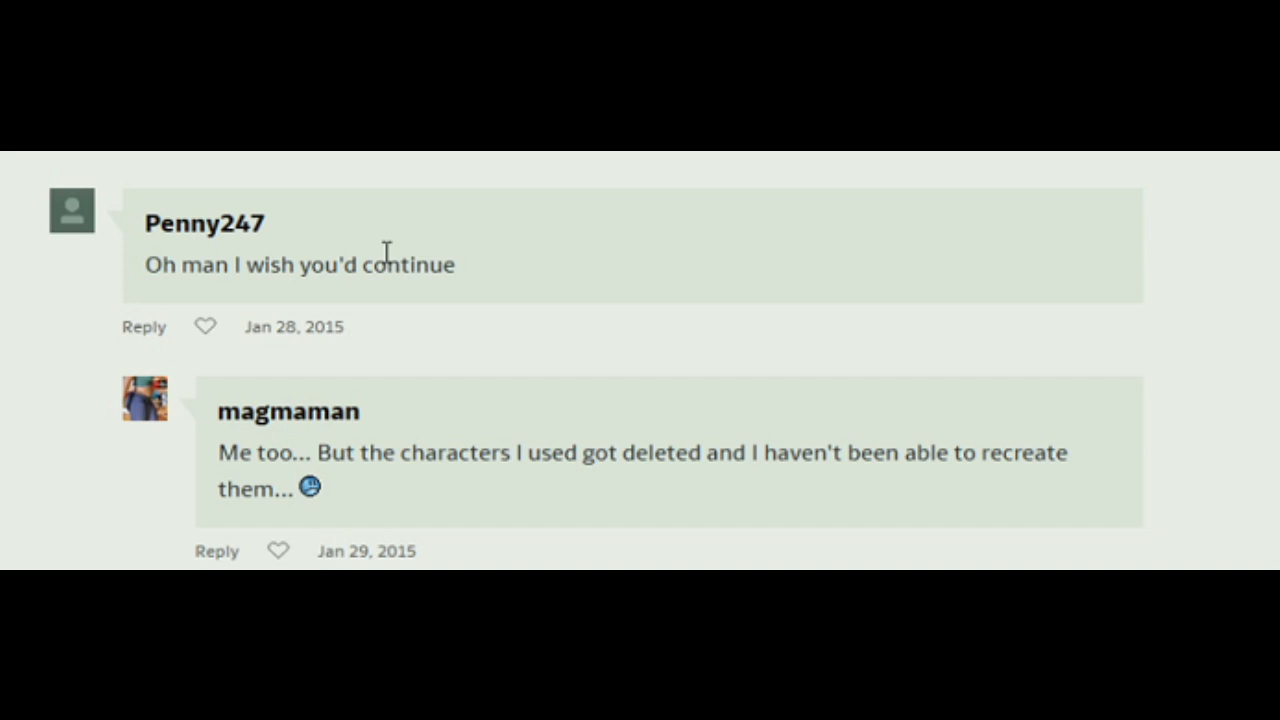 Penny247
Oh man I wish you'd continue
Reply Jan 28, 2015
magmaman
Me too... But the characters I used got deleted and I haven't been able to recreate
them...
Reply Jan 29, 2015